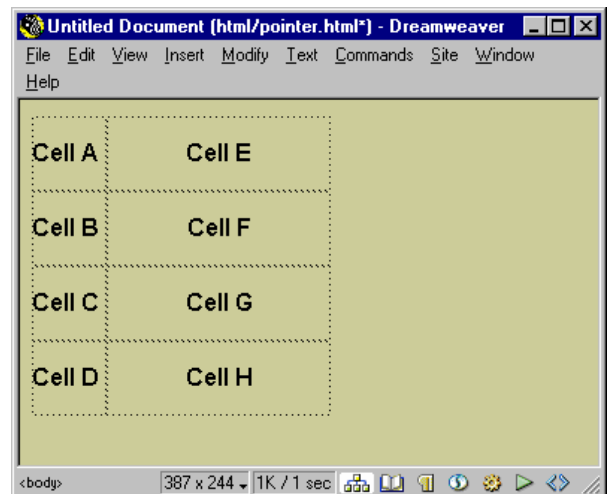 Untitled Document (html/pointer.html*) - Dreamweaver
File Edit View Insert Modify Text Commands Site Window
Help
Cell A Cell E
Cell B Cell F
Cell C Cell G
Cell D Cell H
<body> 387 x 244 1K / 1 sec